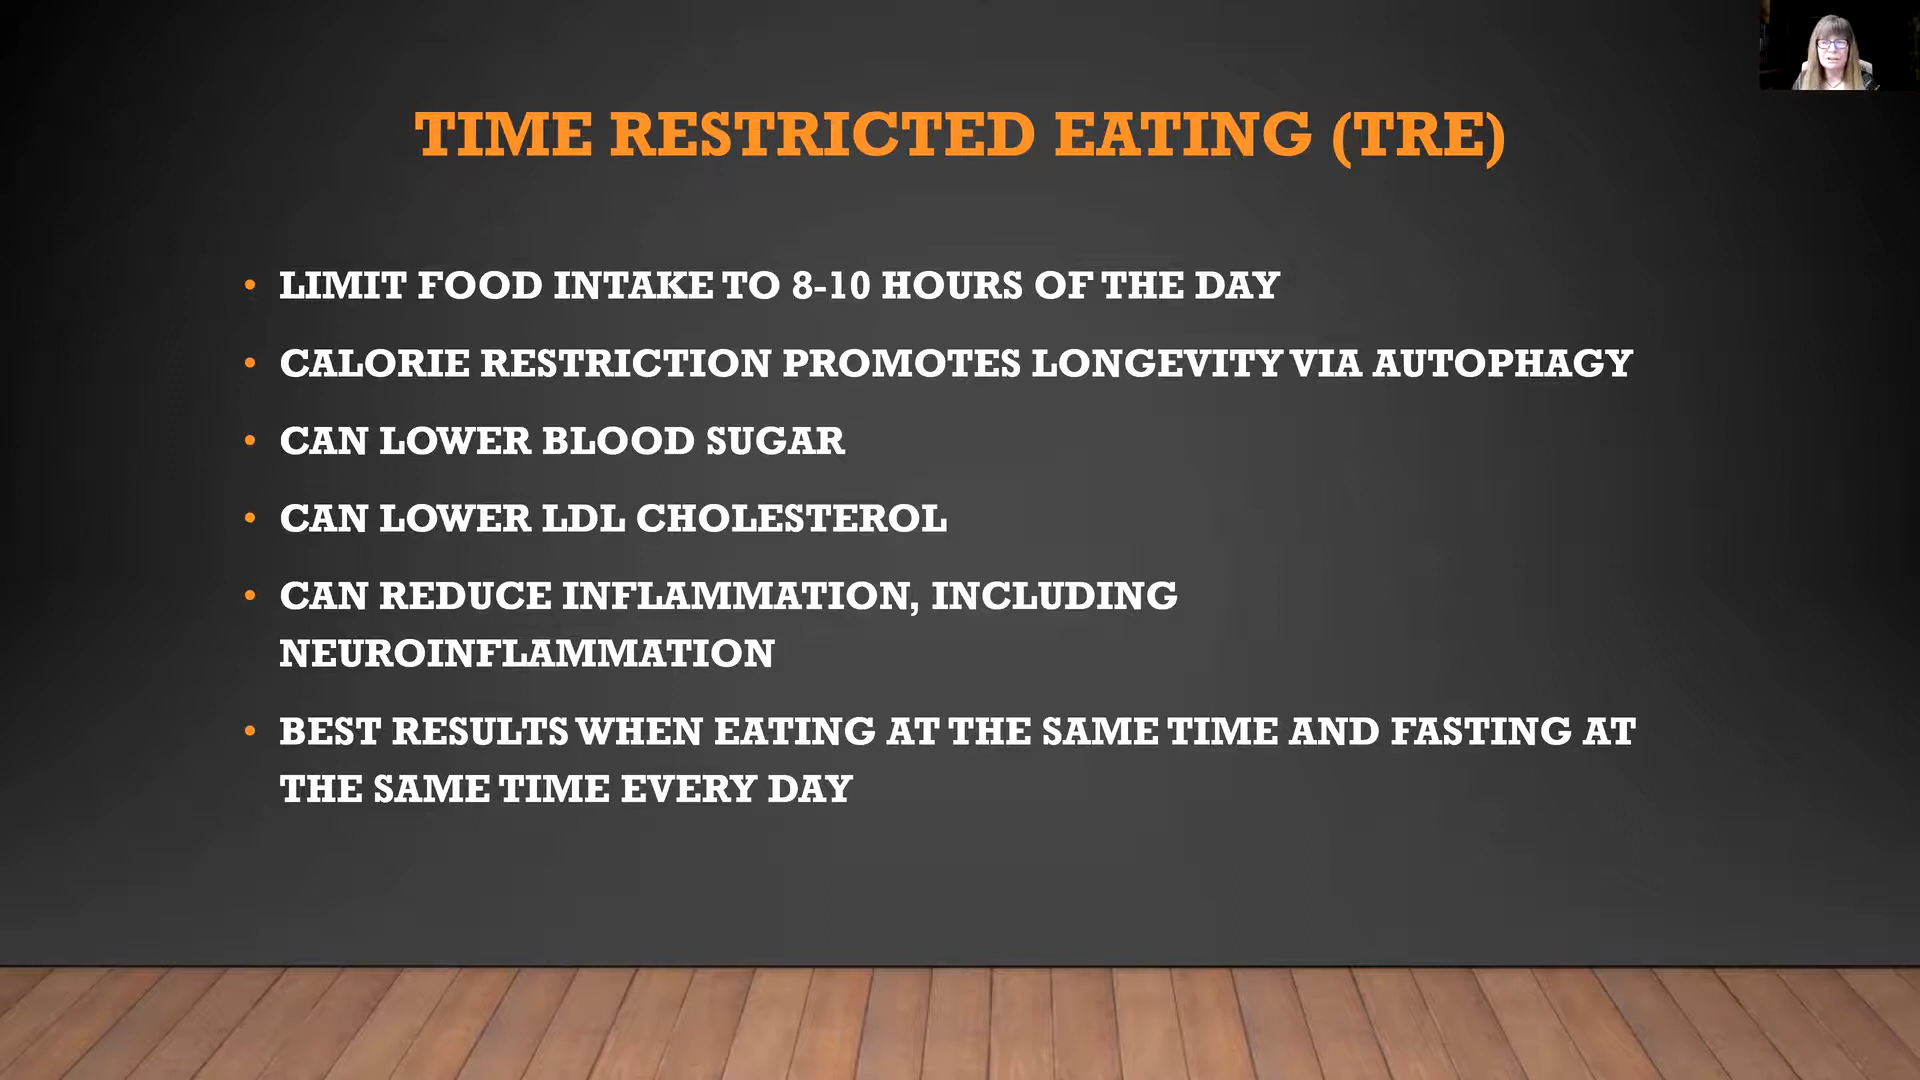 TIME RESTRICTED EATING (TRE)
• LIMIT FOOD INTAKE TO 8-10 HOURS OF THE DAY
• CALORIE RESTRICTION PROMOTES LONGEVITY VIA AUTOPHAGY
• CAN LOWER BLOOD SUGAR
• CAN LOWER LDL CHOLESTEROL
• CAN REDUCE INFLAMMATION, INCLUDING
NEUROINFLAMMATION
• BEST RESULTS WHEN EATING AT THE SAME TIME AND FASTING AT
THE SAME TIME EVERY DAY